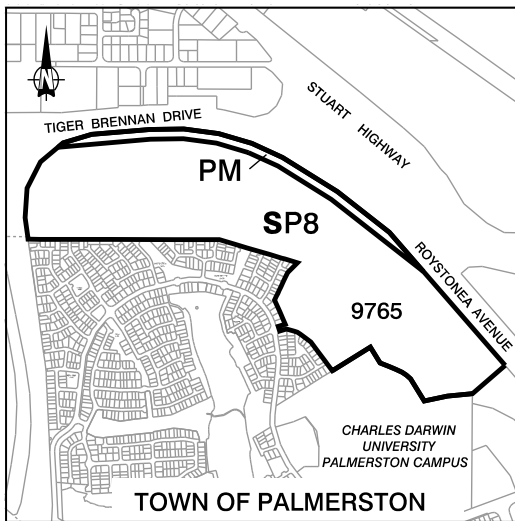 N
TIGER BRENNAN DRIVE
STUART HIGHWAY
PM
SP8
ROYSTONEA AVENUE
9765
CHARLES DARWIN
UNIVERSITY
PALMERSTON CAMPUS
TOWN OF PALMERSTON